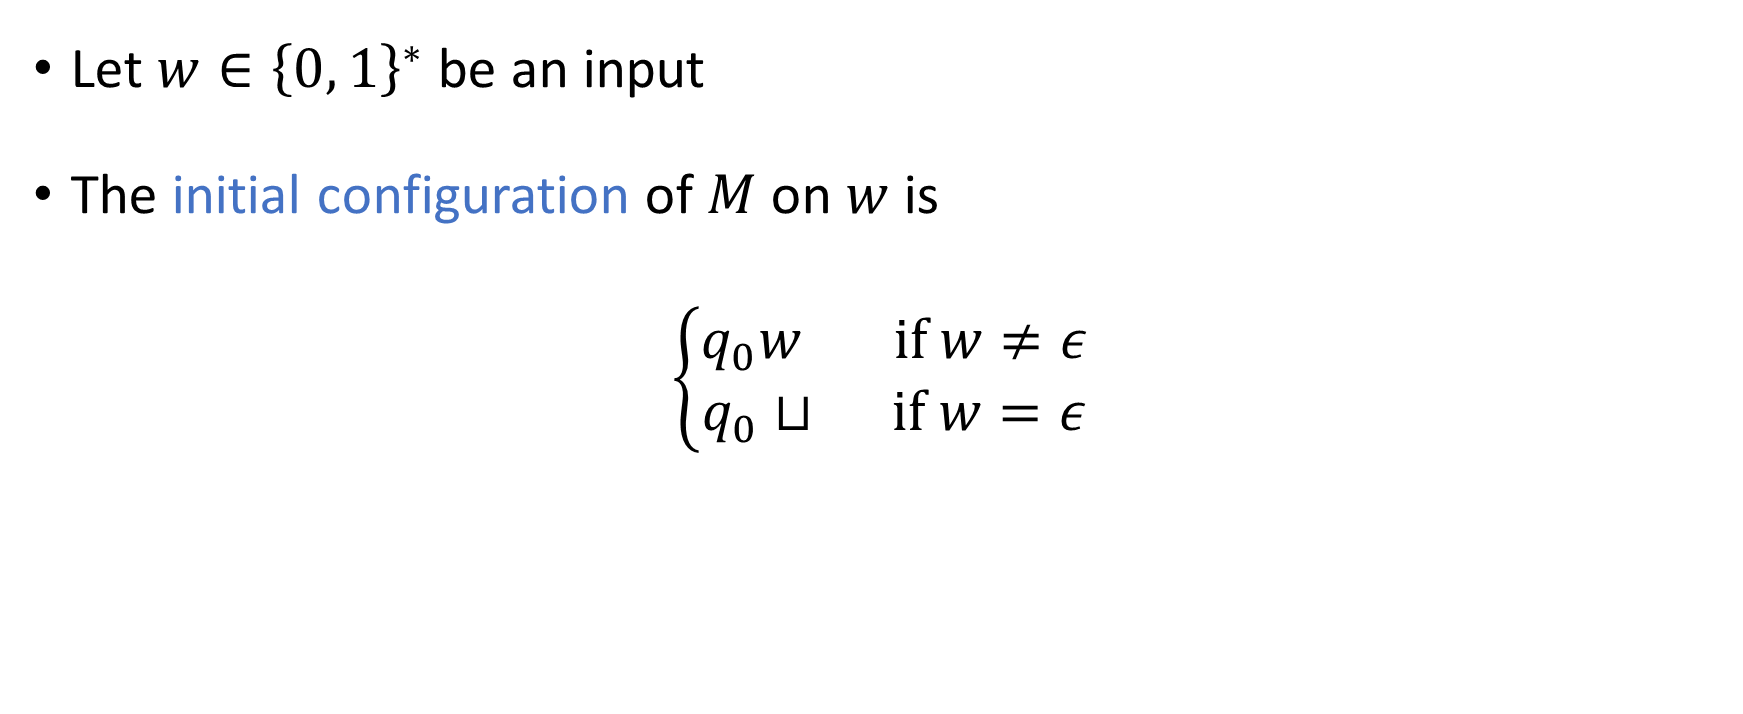 • Let 𝑤 ∈ {0, 1}* be an input
• The initial configuration of 𝑀 on 𝑤 is
𝑞₀𝑤 if 𝑤 ≠ 𝜖
𝑞₀ ⊔ if 𝑤 = 𝜖